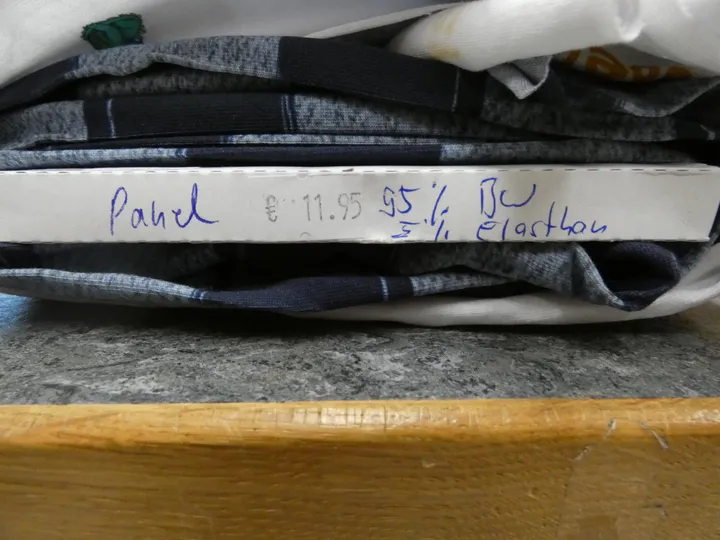 Panel € 11.95 95% BW
5% Elasthan